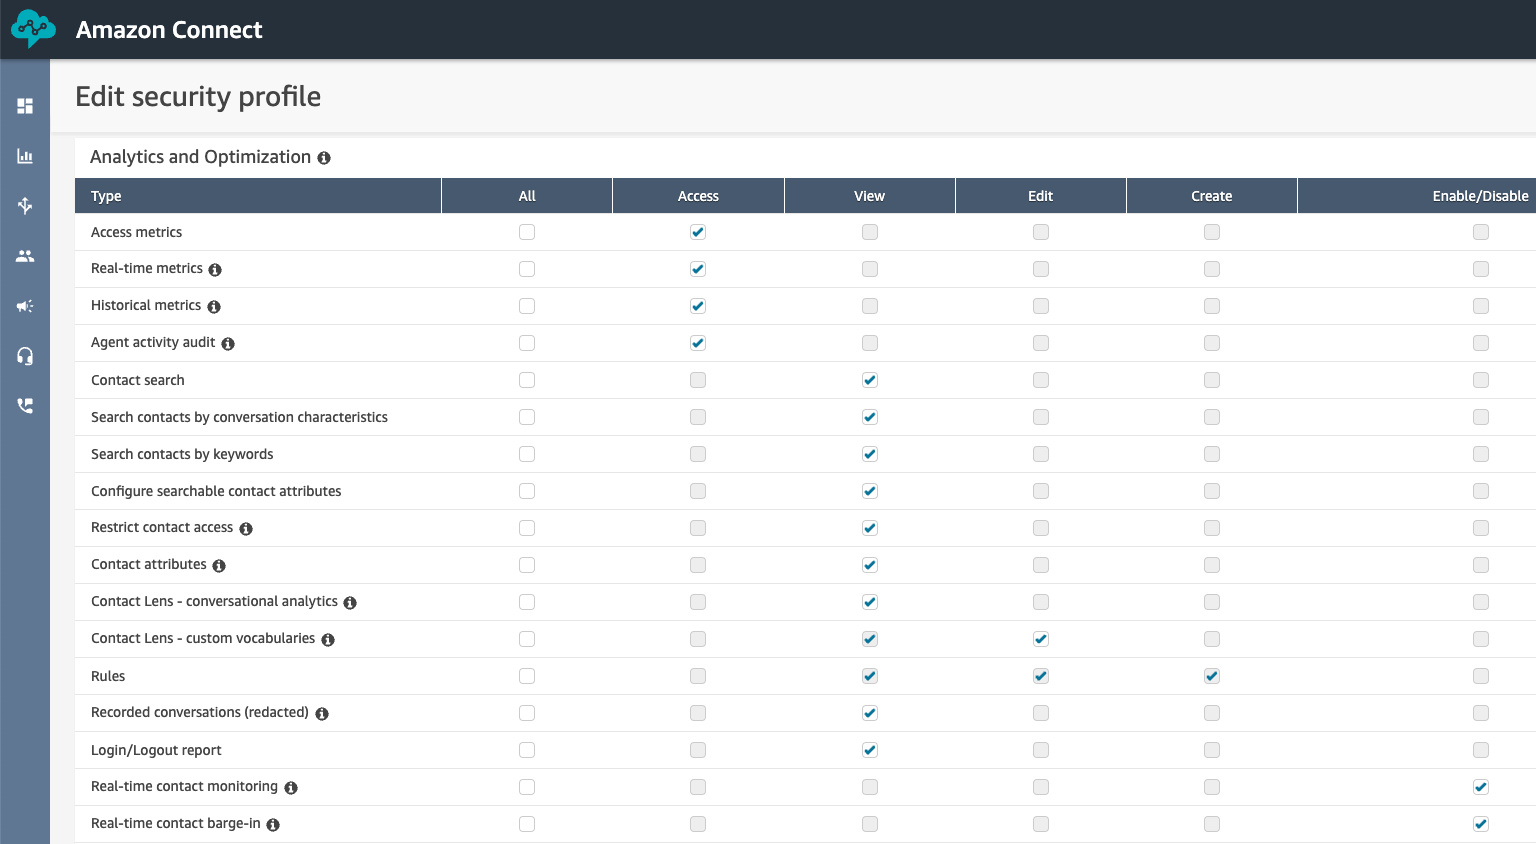 Amazon Connect
Edit security profile
Analytics and Optimization
Type All Access View Edit Create Enable/Disable
Access metrics
Real-time metrics
Historical metrics
Agent activity audit
Contact search
Search contacts by conversation characteristics
Search contacts by keywords
Configure searchable contact attributes
Restrict contact access
Contact attributes
Contact Lens - conversational analytics
Contact Lens - custom vocabularies
Rules
Recorded conversations (redacted)
Login/Logout report
Real-time contact monitoring
Real-time contact barge-in